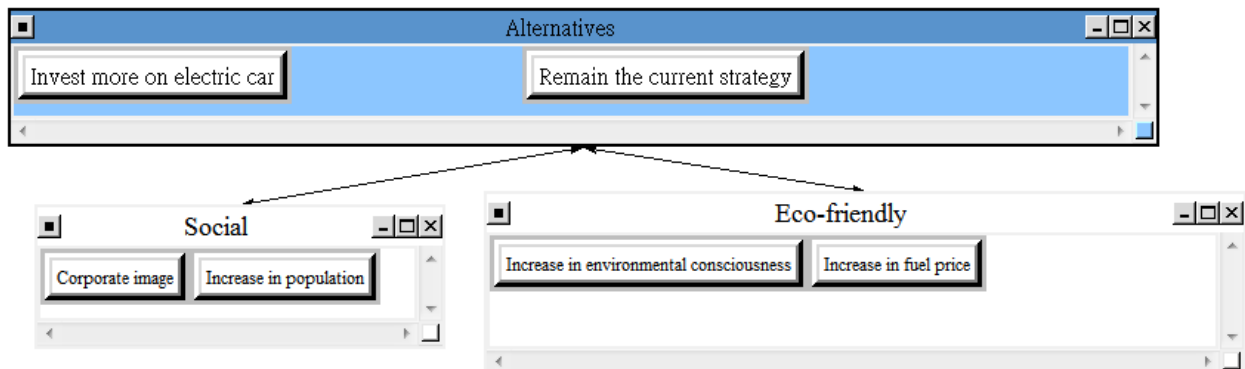 Alternatives
Invest more on electric car
Remain the current strategy
Social
Corporate image
Increase in population
Eco-friendly
Increase in environmental consciousness
Increase in fuel price